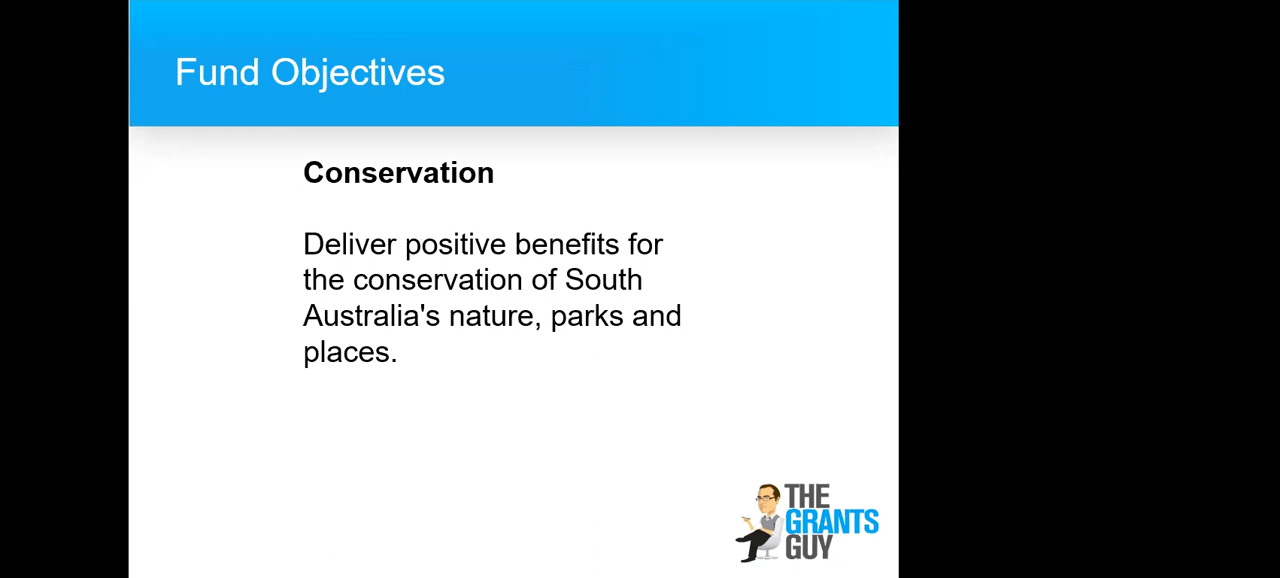 Fund Objectives
Conservation
Deliver positive benefits for
the conservation of South
Australia's nature, parks and
places.
THE
GRANTS
GUY